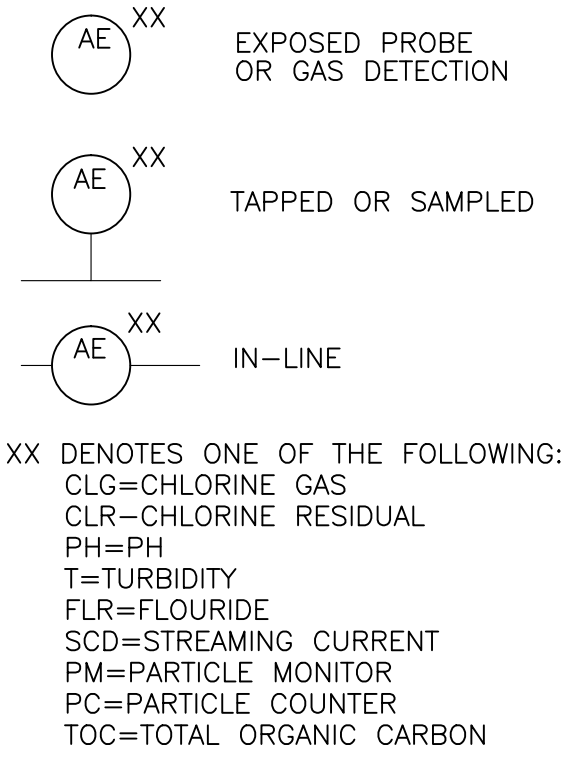 AE XX
EXPOSED PROBE
OR GAS DETECTION
AE XX
TAPPED OR SAMPLED
AE XX
IN-LINE
XX DENOTES ONE OF THE FOLLOWING:
CLG=CHLORINE GAS
CLR-CHLORINE RESIDUAL
PH=PH
T=TURBIDITY
FLR=FLOURIDE
SCD=STREAMING CURRENT
PM=PARTICLE MONITOR
PC=PARTICLE COUNTER
TOC=TOTAL ORGANIC CARBON